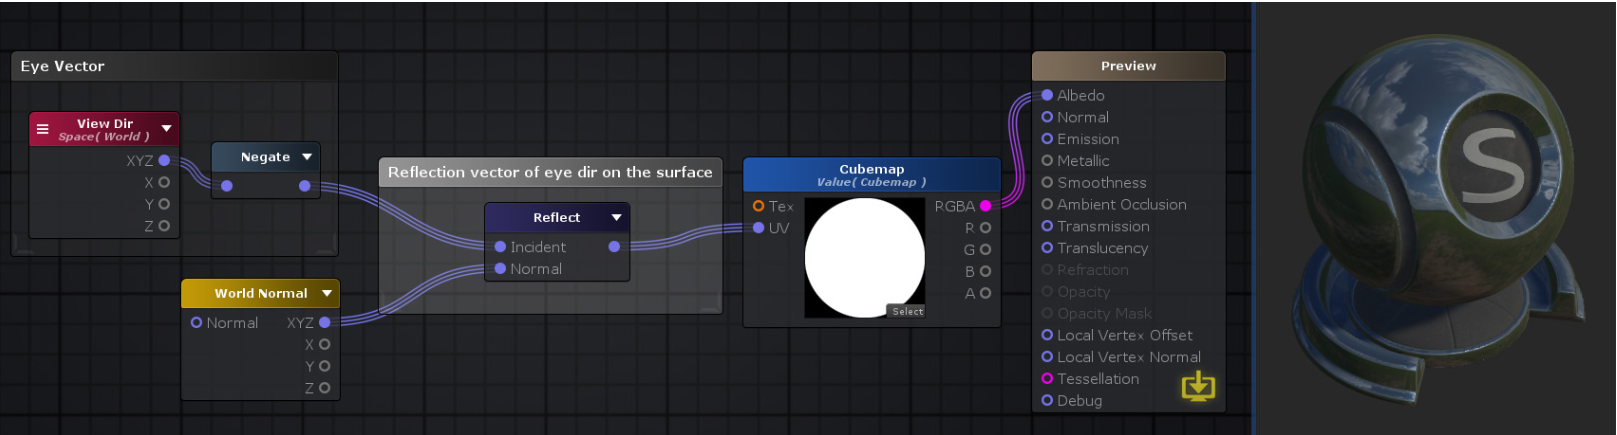 Eye Vector
View Dir
Space( World )
XYZ
X
Y
Z
Negate
World Normal
Normal XYZ
X
Y
Z
Reflection vector of eye dir on the surface
Reflect
Incident
Normal
Cubemap
Value( Cubemap )
Tex RGBA
UV R
G
B
A
Select
Preview
Albedo
Normal
Emission
Metallic
Smoothness
Ambient Occlusion
Transmission
Translucency
Refraction
Opacity
Opacity Mask
Local Vertex Offset
Local Vertex Normal
Tessellation
Debug
S